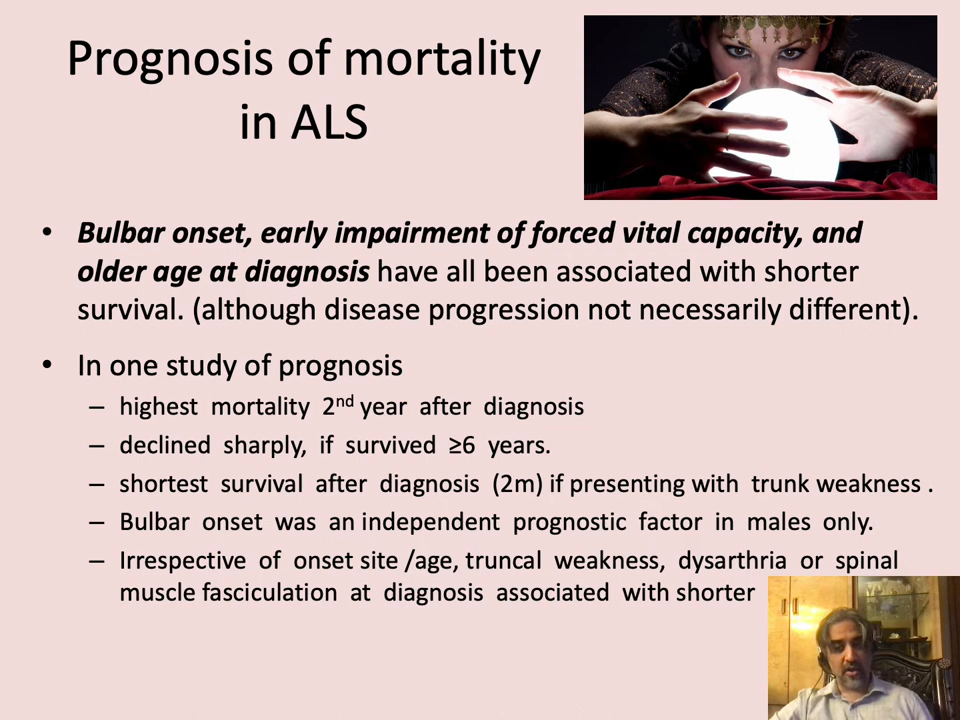 Prognosis of mortality
in ALS
• Bulbar onset, early impairment of forced vital capacity, and
older age at diagnosis have all been associated with shorter
survival. (although disease progression not necessarily different).
• In one study of prognosis
– highest mortality 2nd year after diagnosis
– declined sharply, if survived ≥6 years.
– shortest survival after diagnosis (2m) if presenting with trunk weakness .
– Bulbar onset was an independent prognostic factor in males only.
– Irrespective of onset site /age, truncal weakness, dysarthria or spinal
muscle fasciculation at diagnosis associated with shorter